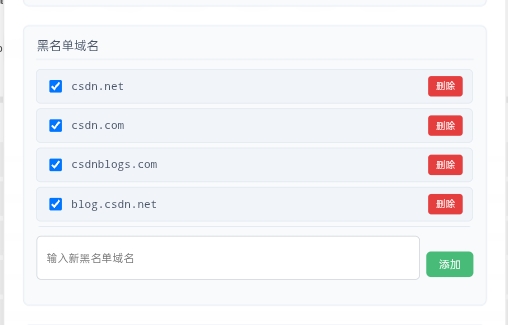 黑名单域名
csdn.net 删除
csdn.com 删除
csdnblogs.com 删除
blog.csdn.net 删除
输入新黑名单域名 添加